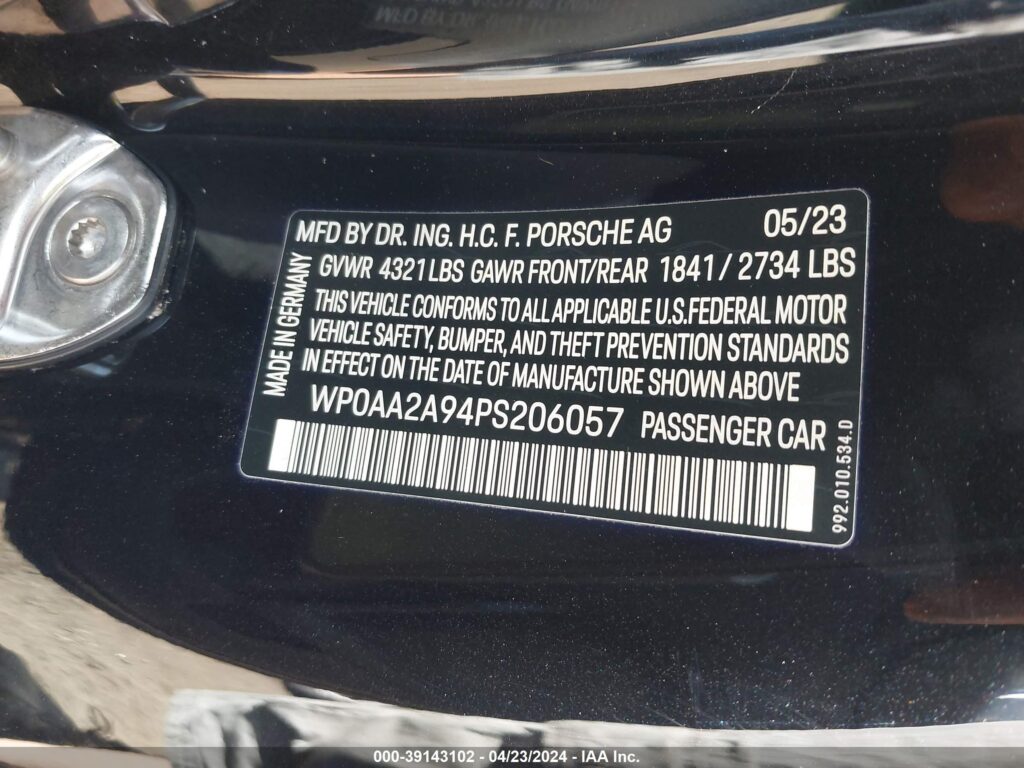 MFD BY DR. ING. H.C. F. PORSCHE AG 05/23
GVWR 4321 LBS GAWR FRONT/REAR 1841 / 2734 LBS
THIS VEHICLE CONFORMS TO ALL APPLICABLE U.S. FEDERAL MOTOR
VEHICLE SAFETY, BUMPER, AND THEFT PREVENTION STANDARDS
IN EFFECT ON THE DATE OF MANUFACTURE SHOWN ABOVE
WP0AA2A94PS206057 PASSENGER CAR
MADE IN GERMANY
992.010.534.D
000-39143102 - 04/23/2024 - IAA Inc.